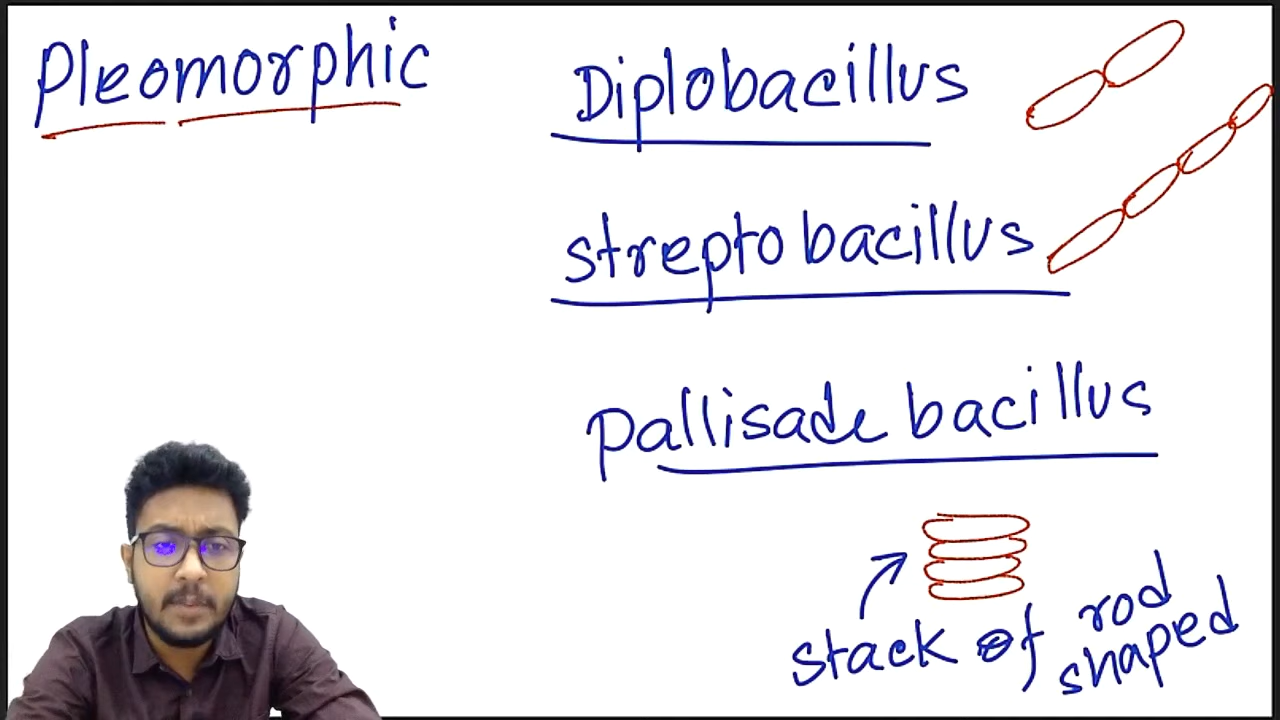 Pleomorphic
Diplobacillus
streptobacillus
Pallisade bacillus
stack of rod
shaped